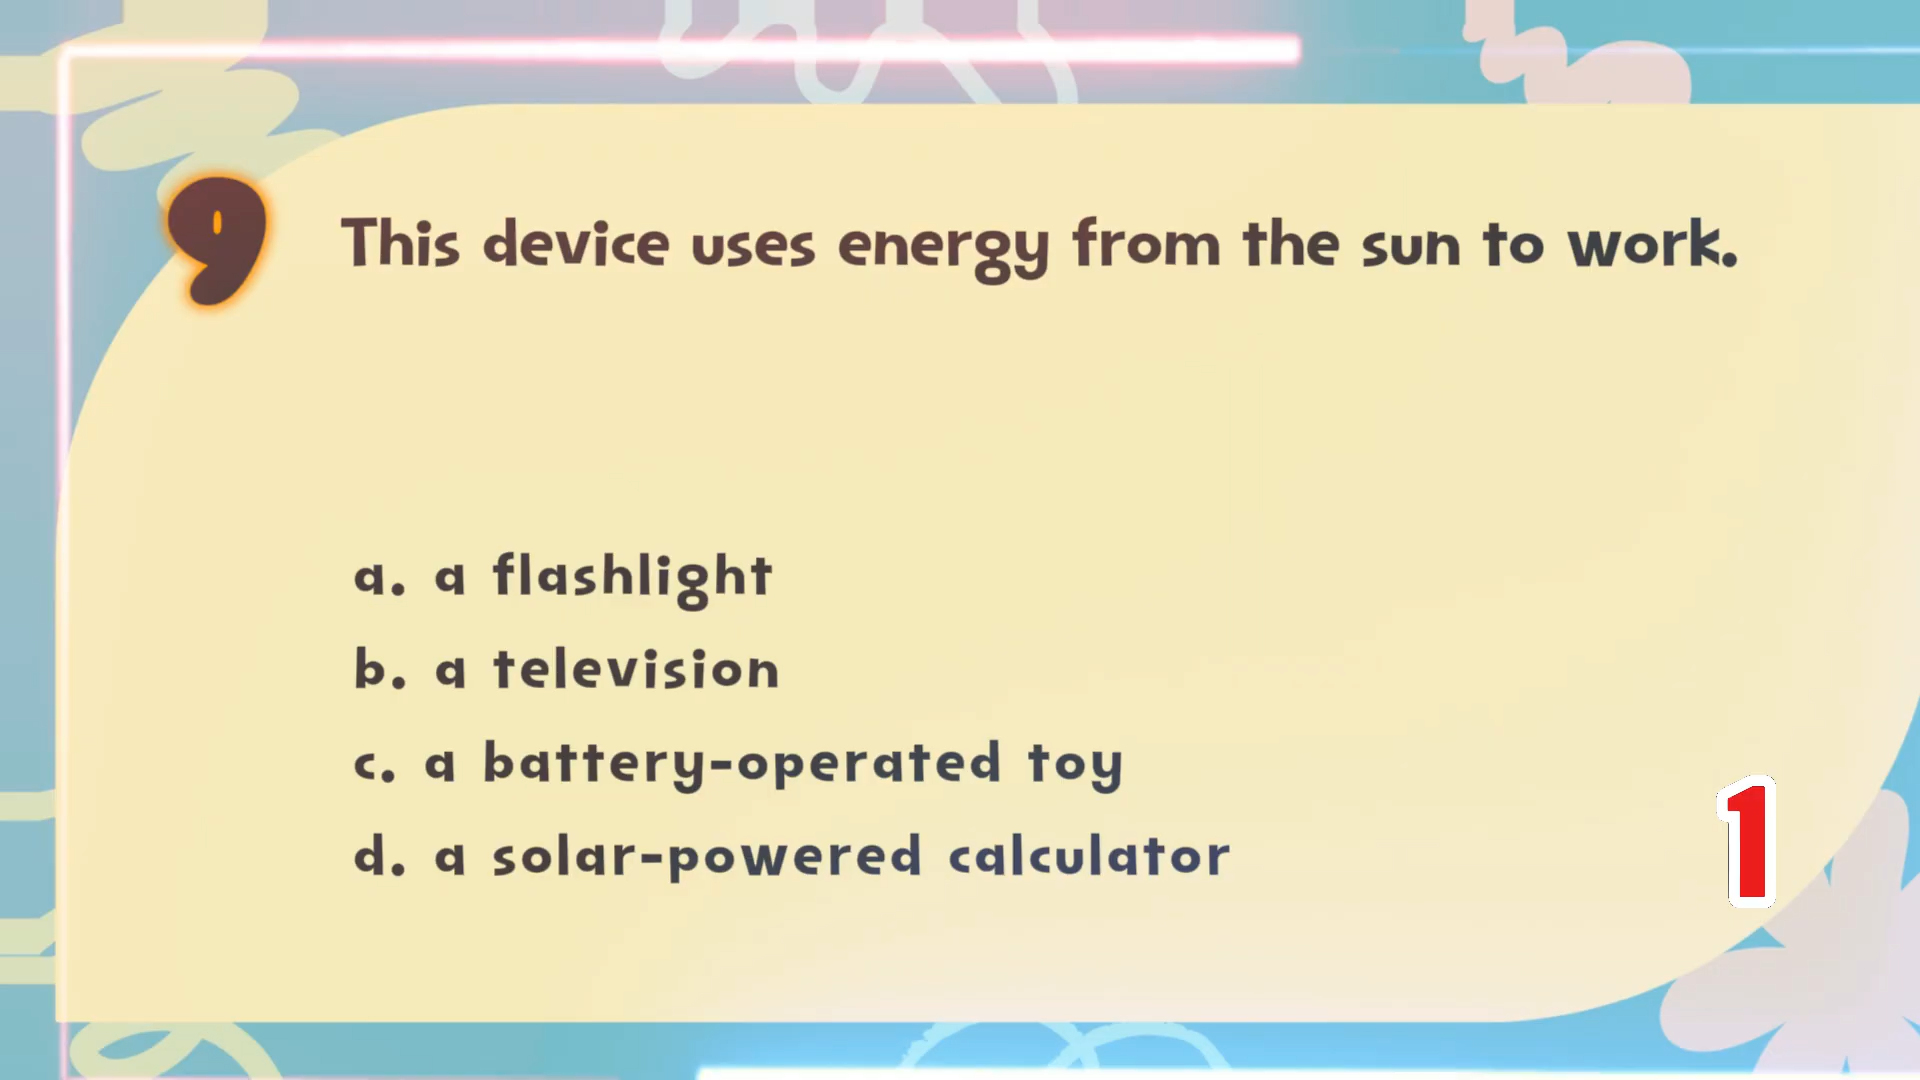 9 This device uses energy from the sun to work.
a. a flashlight
b. a television
c. a battery-operated toy
d. a solar-powered calculator
1